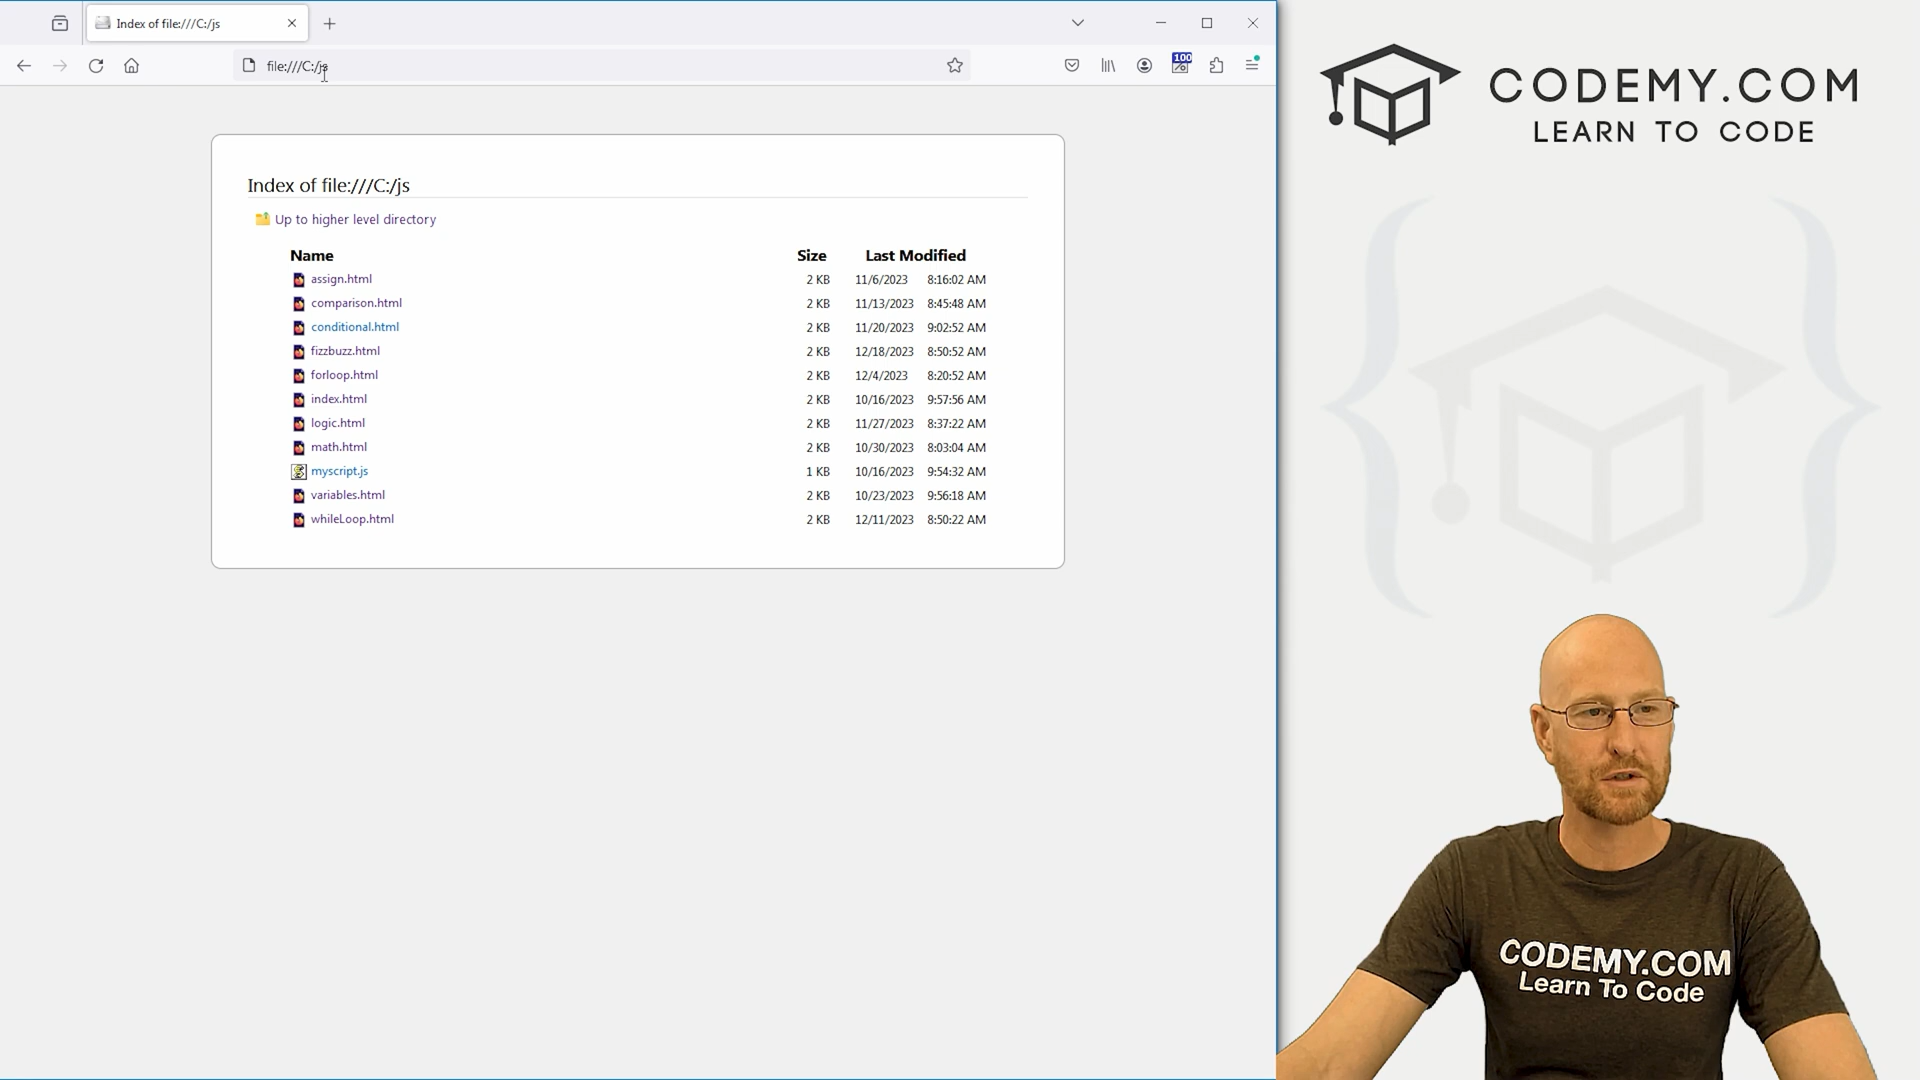 Index of file:///C:/js
file:///C:/js
100
Index of file:///C:/js
Up to higher level directory
Name Size Last Modified
assign.html 2 KB 11/6/2023 8:16:02 AM
comparison.html 2 KB 11/13/2023 8:45:48 AM
conditional.html 2 KB 11/20/2023 9:02:52 AM
fizzbuzz.html 2 KB 12/18/2023 8:50:52 AM
forloop.html 2 KB 12/4/2023 8:20:52 AM
index.html 2 KB 10/16/2023 9:57:56 AM
logic.html 2 KB 11/27/2023 8:37:22 AM
math.html 2 KB 10/30/2023 8:03:04 AM
myscript.js 1 KB 10/16/2023 9:54:32 AM
variables.html 2 KB 10/23/2023 9:56:18 AM
whileLoop.html 2 KB 12/11/2023 8:50:22 AM
CODEMY.COM
LEARN TO CODE
CODEMY.COM
Learn To Code